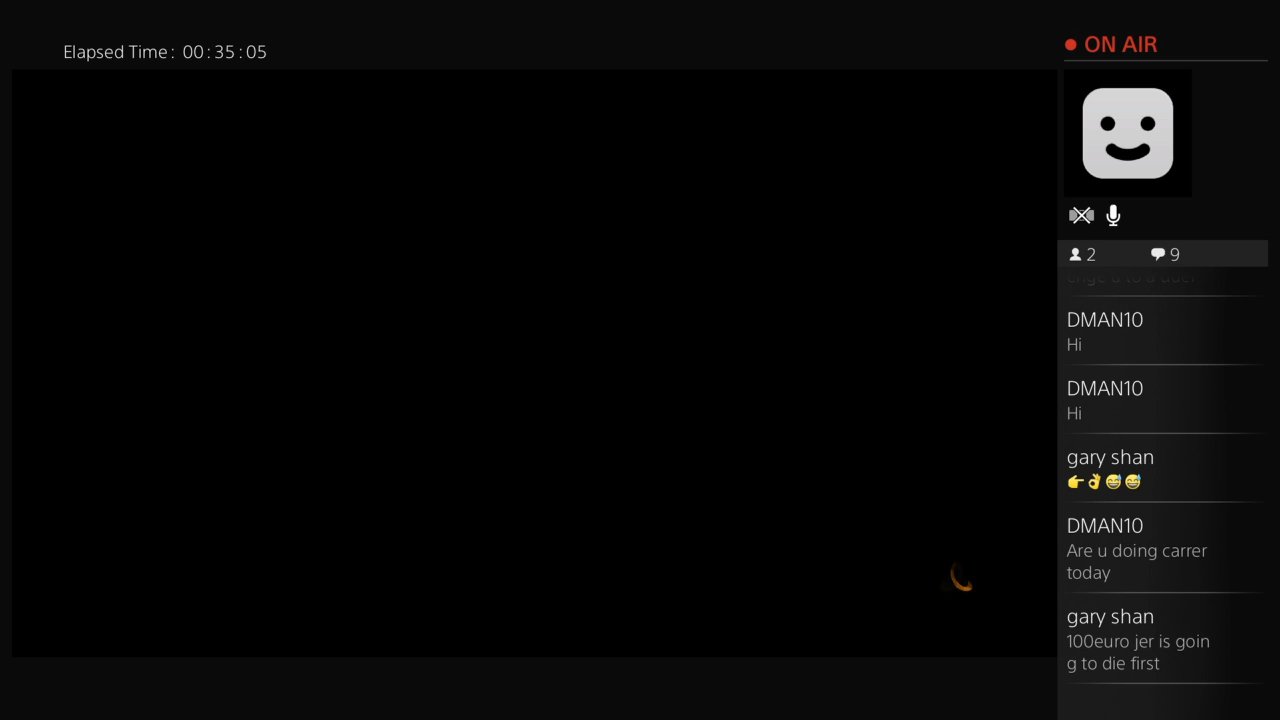 Elapsed Time: 00:35:05
ON AIR
2
9
DMAN10
Hi
DMAN10
Hi
gary shan
👉👌😅😅
DMAN10
Are u doing carrer
today
gary shan
100euro jer is goin
g to die first